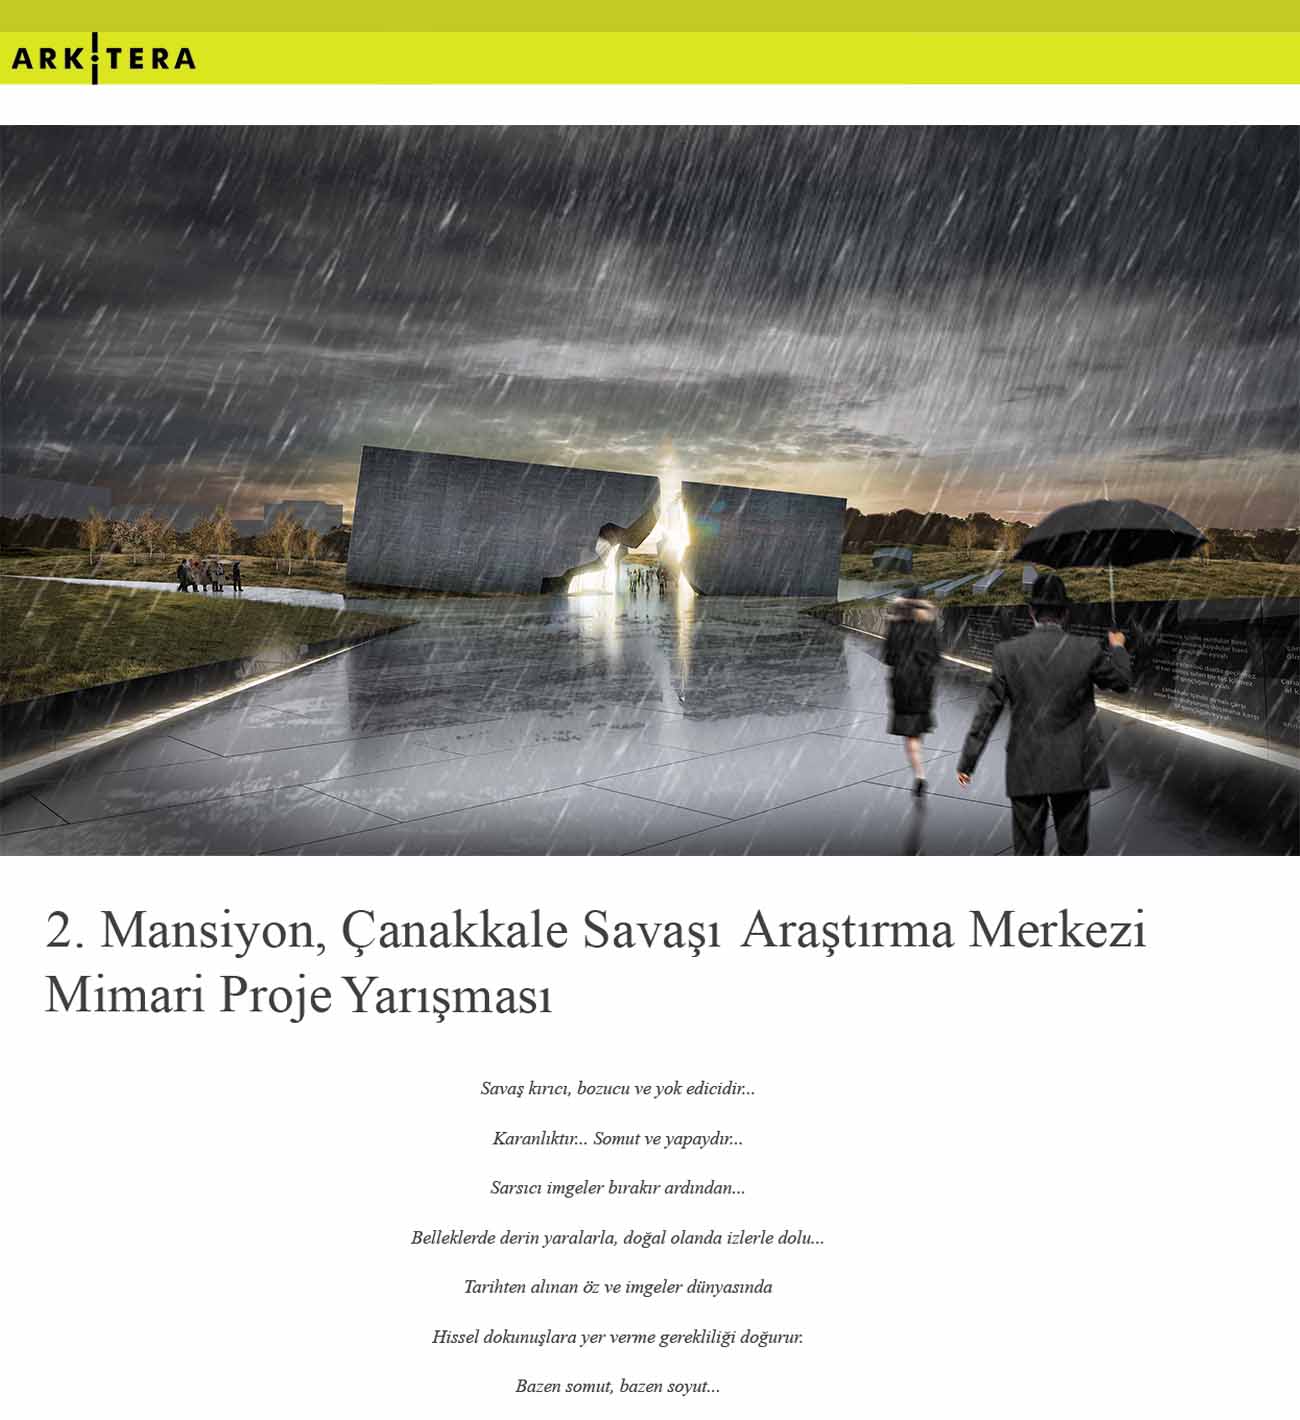 ARKİTERA
2. Mansiyon, Çanakkale Savaşı Araştırma Merkezi
Mimari Proje Yarışması
Savaş kırıcı, bozucu ve yok edicidir...
Karanlıktır... Somut ve yapaydır...
Sarsıcı imgeler bırakır ardından...
Belleklerde derin yaralarla, doğal olanda izlerle dolu...
Tarihten alınan öz ve imgeler dünyasında
Hissel dokunuşlara yer verme gerekliliği doğurur.
Bazen somut, bazen soyut...